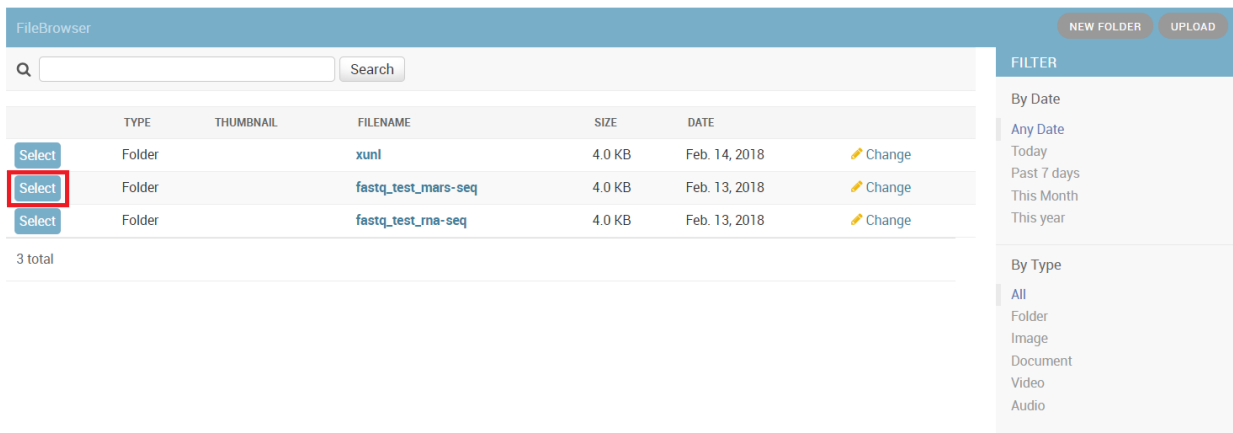 FileBrowser
NEW FOLDER UPLOAD
Search
TYPE THUMBNAIL FILENAME SIZE DATE
Select Folder xunl 4.0 KB Feb. 14, 2018 Change
Select Folder fastq_test_mars-seq 4.0 KB Feb. 13, 2018 Change
Select Folder fastq_test_rna-seq 4.0 KB Feb. 13, 2018 Change
3 total
FILTER
By Date
Any Date
Today
Past 7 days
This Month
This year
By Type
All
Folder
Image
Document
Video
Audio